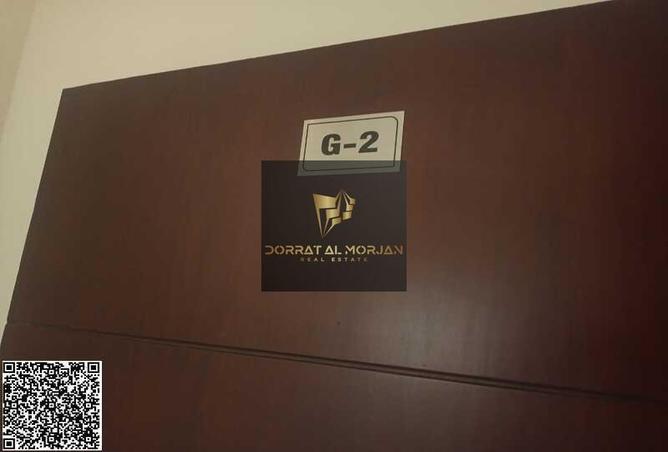 G-2
DORRAT AL MORJAN
REAL ESTATE